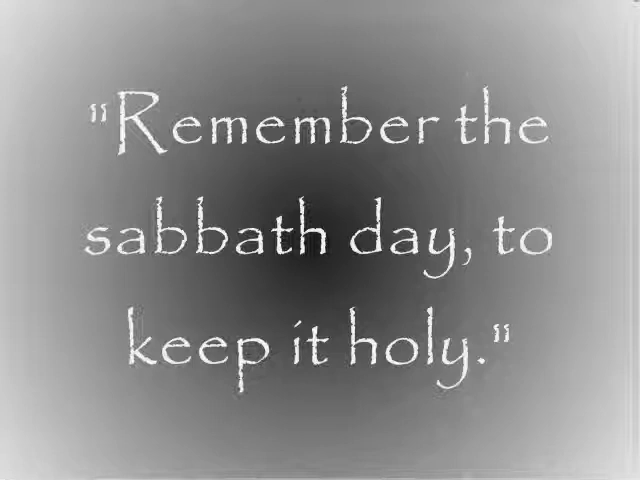 "Remember the
sabbath day, to
keep it holy."